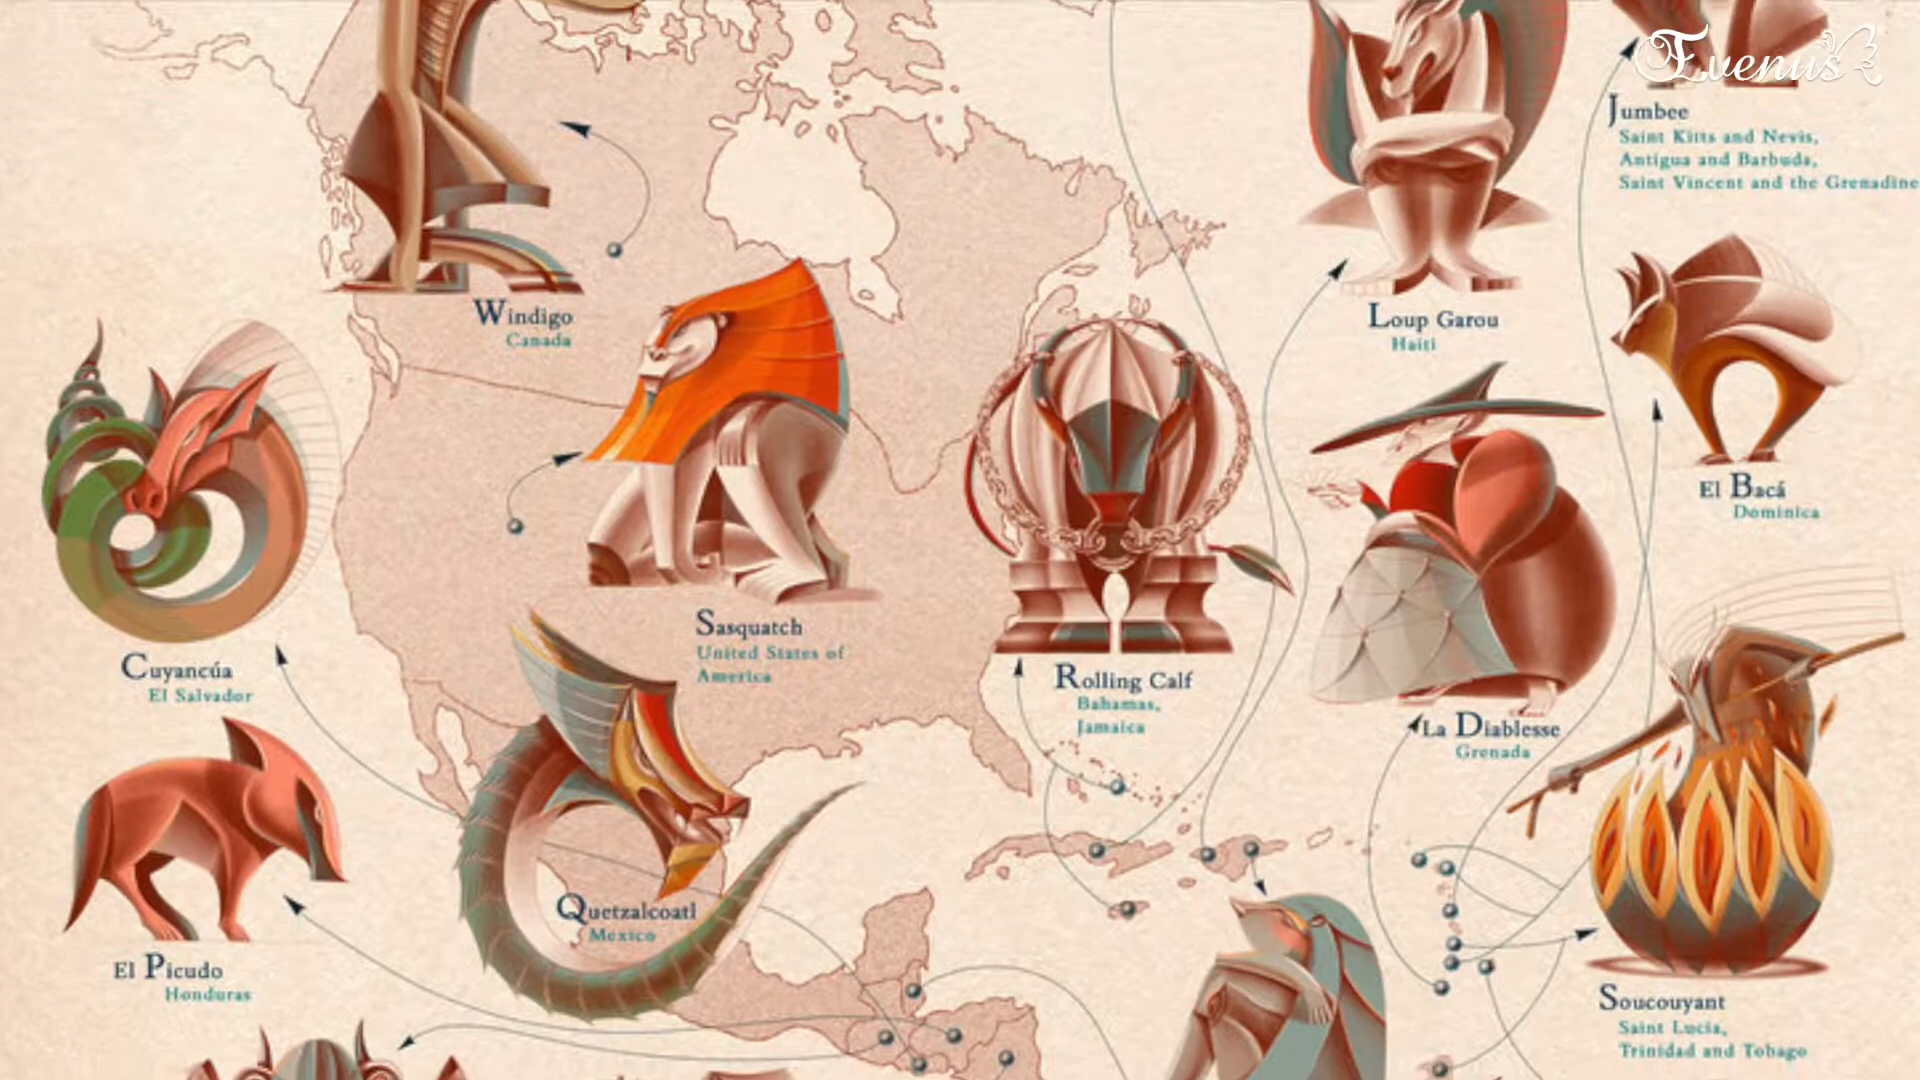 Evenus
Jumbee
Saint Kitts and Nevis,
Antigua and Barbuda,
Saint Vincent and the Grenadine
Windigo
Canada
Loup Garou
Haiti
El Bacá
Dominica
Sasquatch
United States of
America
Cuyancúa
El Salvador
Rolling Calf
Bahamas,
Jamaica
La Diablesse
Grenada
Quetzalcoatl
Mexico
El Picudo
Honduras
Soucouyant
Saint Lucia,
Trinidad and Tobago